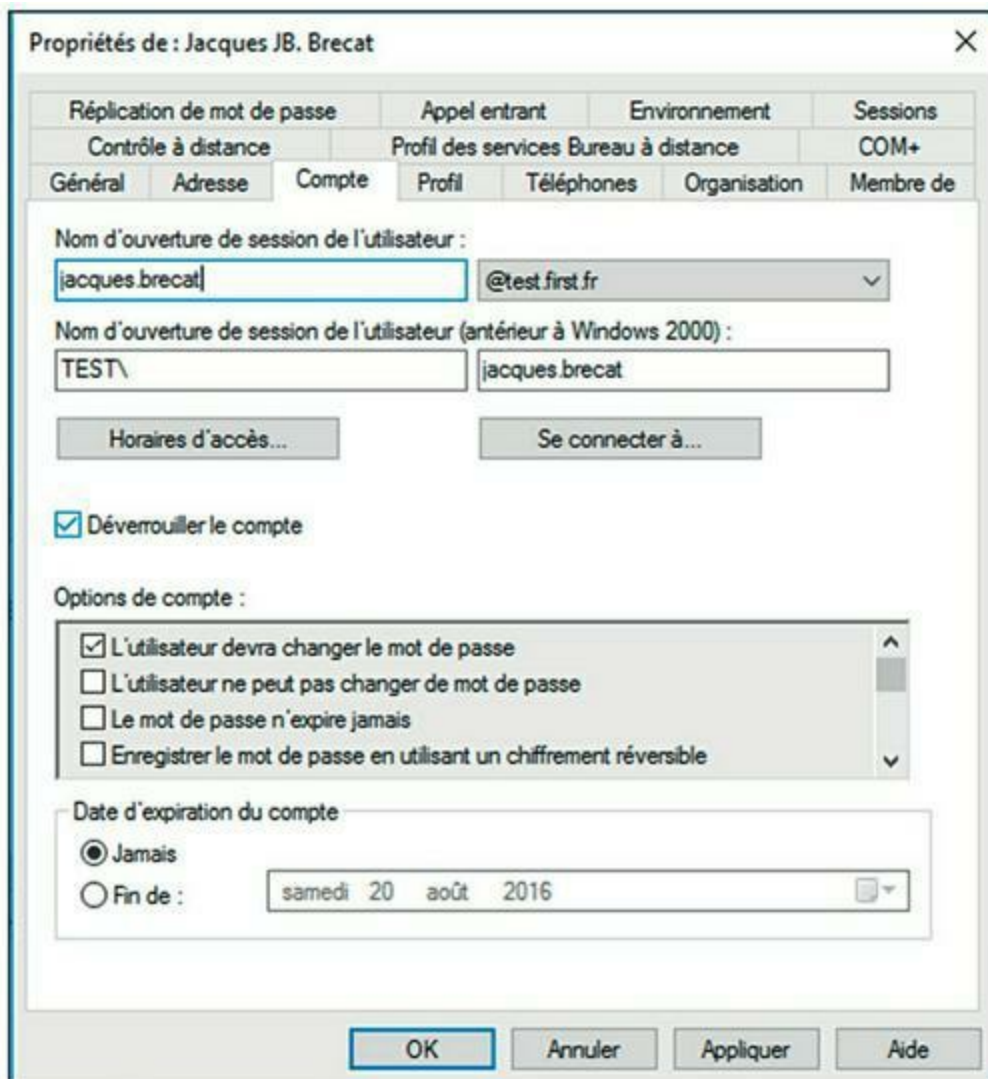 Propriétés de : Jacques JB. Brecat
Réplication de mot de passe Appel entrant Environnement Sessions
Contrôle à distance Profil des services Bureau à distance COM+
Général Adresse Compte Profil Téléphones Organisation Membre de
Nom d'ouverture de session de l'utilisateur :
jacques.brecat @test.first.fr
Nom d'ouverture de session de l'utilisateur (antérieur à Windows 2000) :
TEST\ jacques.brecat
Horaires d'accès... Se connecter à...
Déverrouiller le compte
Options de compte :
L'utilisateur devra changer le mot de passe
L'utilisateur ne peut pas changer de mot de passe
Le mot de passe n'expire jamais
Enregistrer le mot de passe en utilisant un chiffrement réversible
Date d'expiration du compte
Jamais
Fin de : samedi 20 août 2016
OK Annuler Appliquer Aide